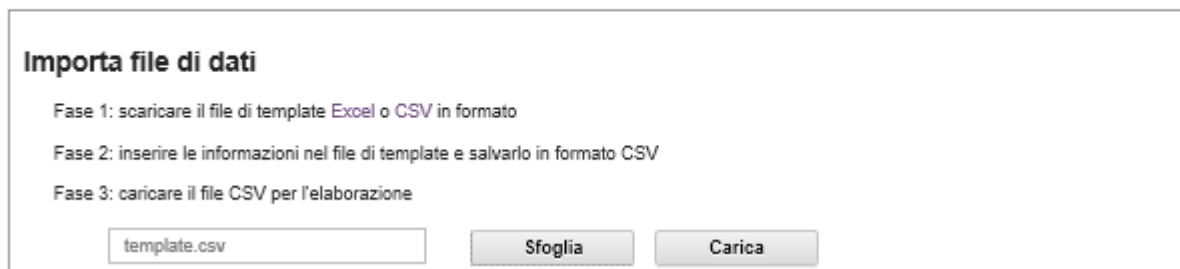 Importa file di dati
Fase 1: scaricare il file di template Excel o CSV in formato
Fase 2: inserire le informazioni nel file di template e salvarlo in formato CSV
Fase 3: caricare il file CSV per l'elaborazione
template.csv Sfoglia Carica